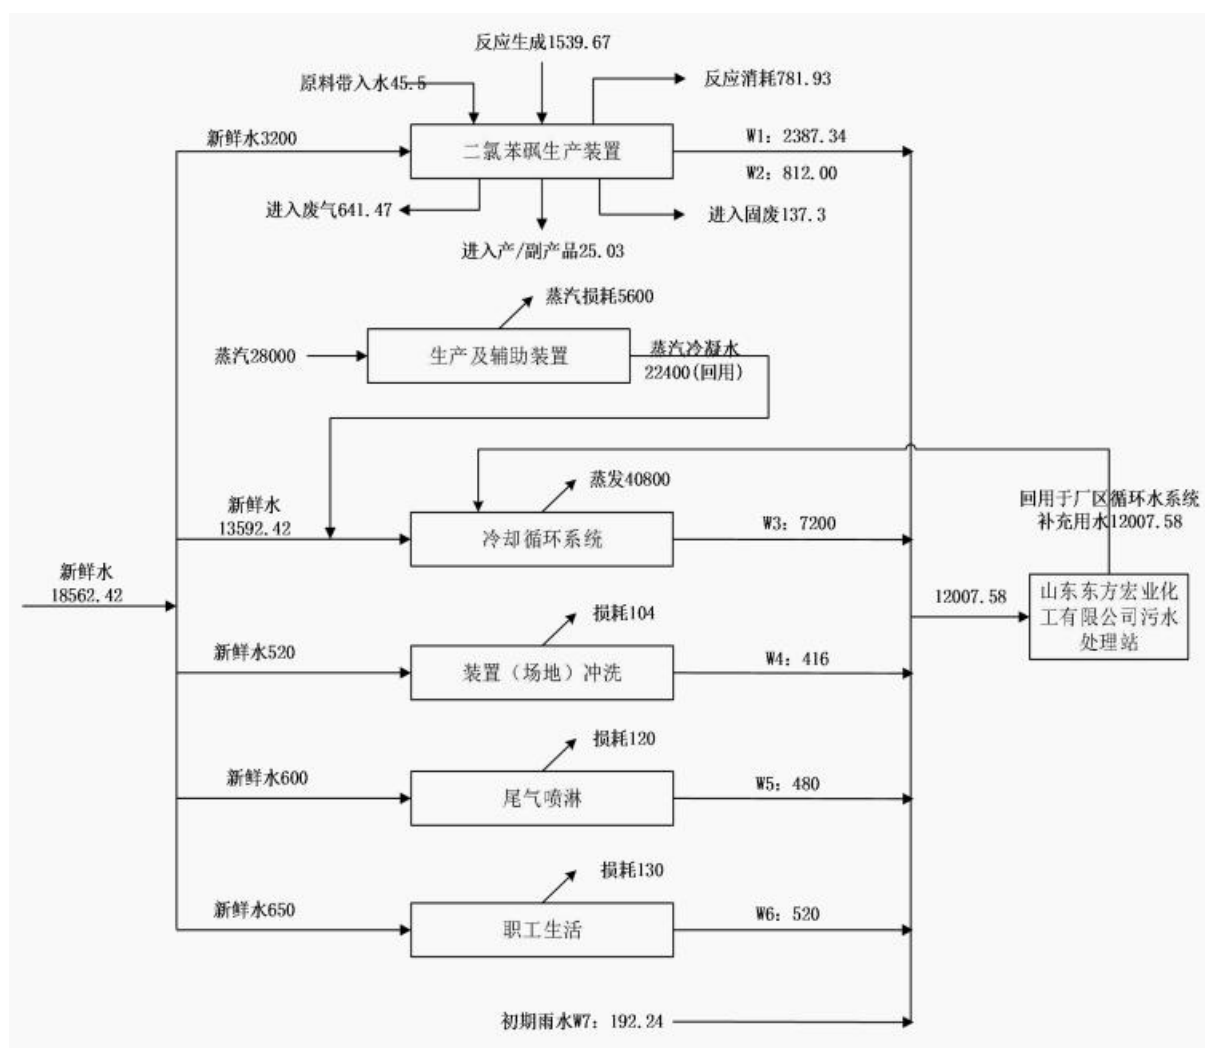 反应生成1539.67
原料带入水45.5
反应消耗781.93
新鲜水3200
二氯苯砜生产装置
W1: 2387.34
W2: 812.00
进入废气641.47
进入固废137.3
进入产/副产品25.03
蒸汽损耗5600
蒸汽28000
生产及辅助装置
蒸汽冷凝水
22400(回用)
蒸发40800
新鲜水
13592.42
冷却循环系统
W3: 7200
回用于厂区循环水系统
补充用水12007.58
新鲜水
18562.42
12007.58
山东东方宏业化
工有限公司污水
处理站
损耗104
新鲜水520
装置（场地）冲洗
W4: 416
损耗120
新鲜水600
尾气喷淋
W5: 480
损耗130
新鲜水650
职工生活
W6: 520
初期雨水W7: 192.24